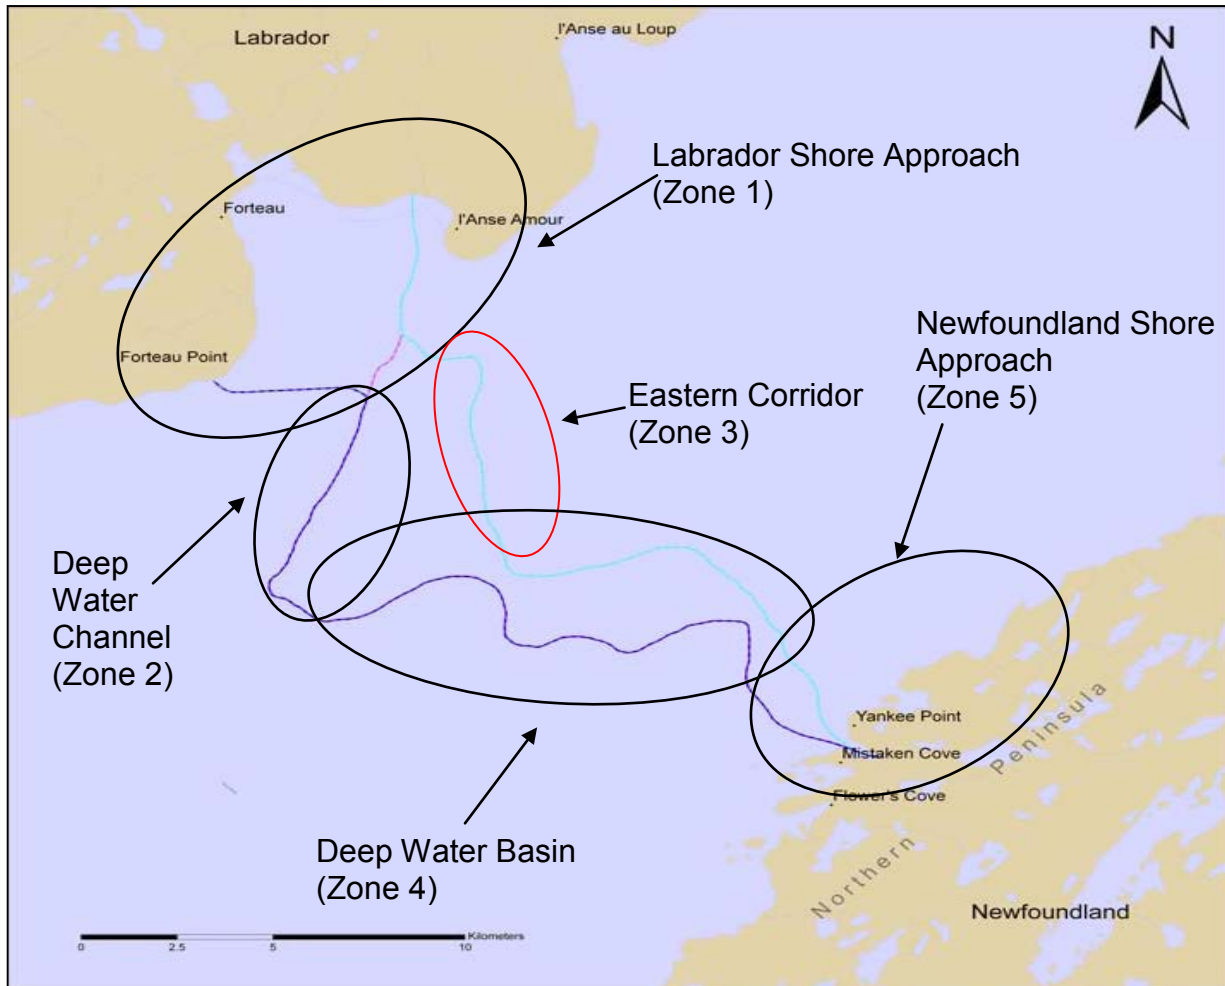 l'Anse au Loup
Labrador
N
Labrador Shore Approach
(Zone 1)
Forteau
l'Anse Amour
Newfoundland Shore
Approach
(Zone 5)
Forteau Point
Eastern Corridor
(Zone 3)
Deep
Water
Channel
(Zone 2)
Yankee Point
Mistaken Cove
Flower's Cove
Northern Peninsula
Deep Water Basin
(Zone 4)
Newfoundland
Kilometers
0 2.5 5 10